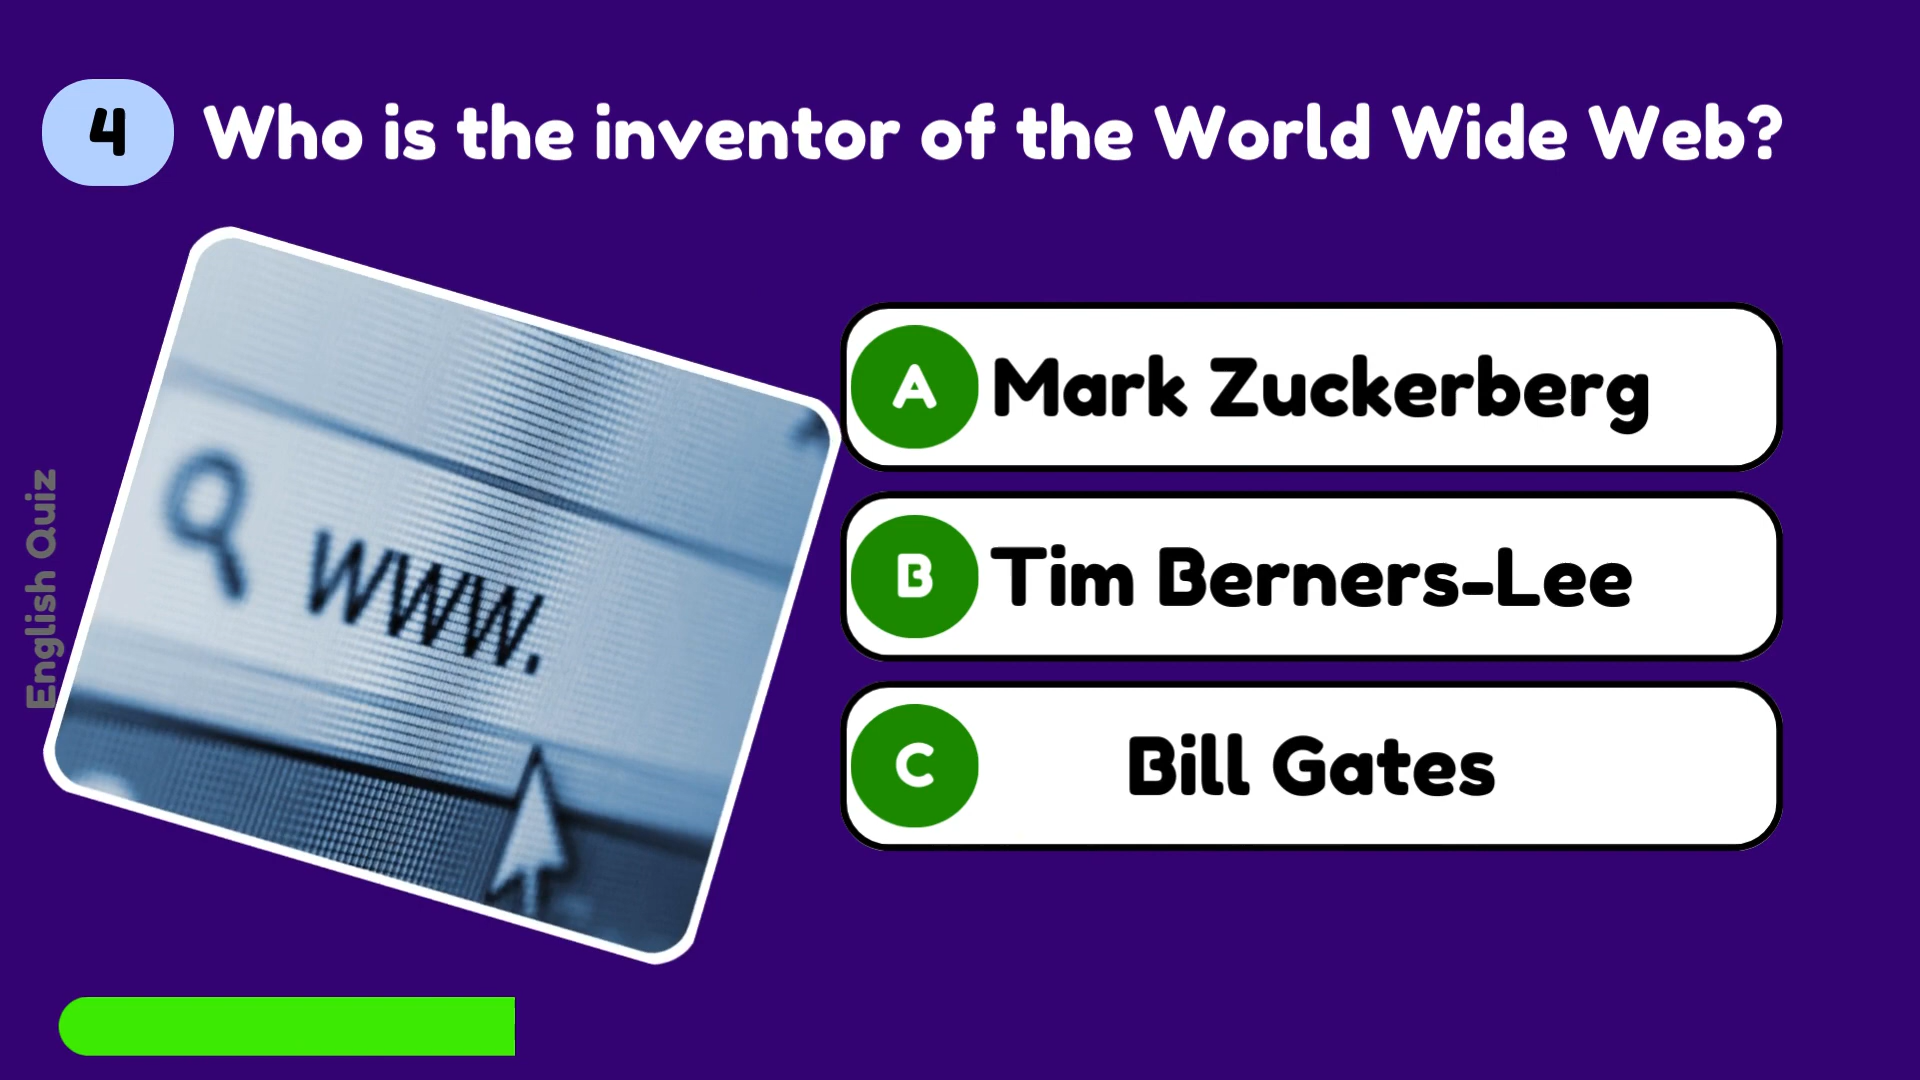 4
Who is the inventor of the World Wide Web?
www.
A Mark Zuckerberg
B Tim Berners-Lee
C Bill Gates
English Quiz